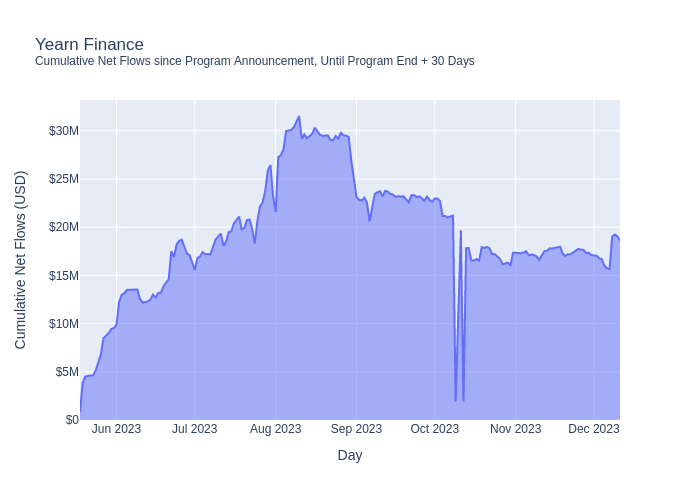 Yearn Finance
Cumulative Net Flows since Program Announcement, Until Program End + 30 Days
Cumulative Net Flows (USD)
$30M
$25M
$20M
$15M
$10M
$5M
$0
Jun 2023 Jul 2023 Aug 2023 Sep 2023 Oct 2023 Nov 2023 Dec 2023
Day